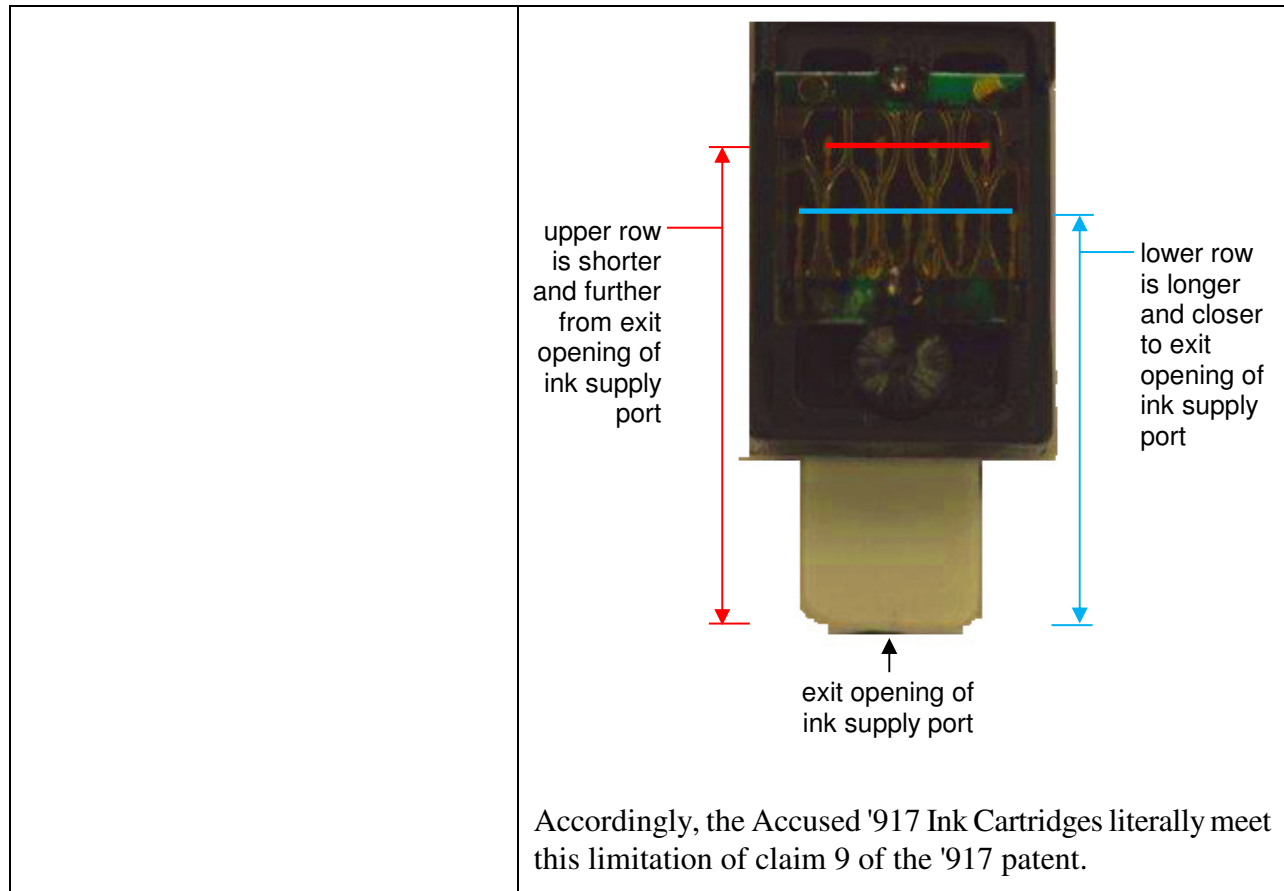 upper row
is shorter
and further
from exit
opening of
ink supply
port
lower row
is longer
and closer
to exit
opening of
ink supply
port
exit opening of
ink supply port
Accordingly, the Accused '917 Ink Cartridges literally meet
this limitation of claim 9 of the '917 patent.